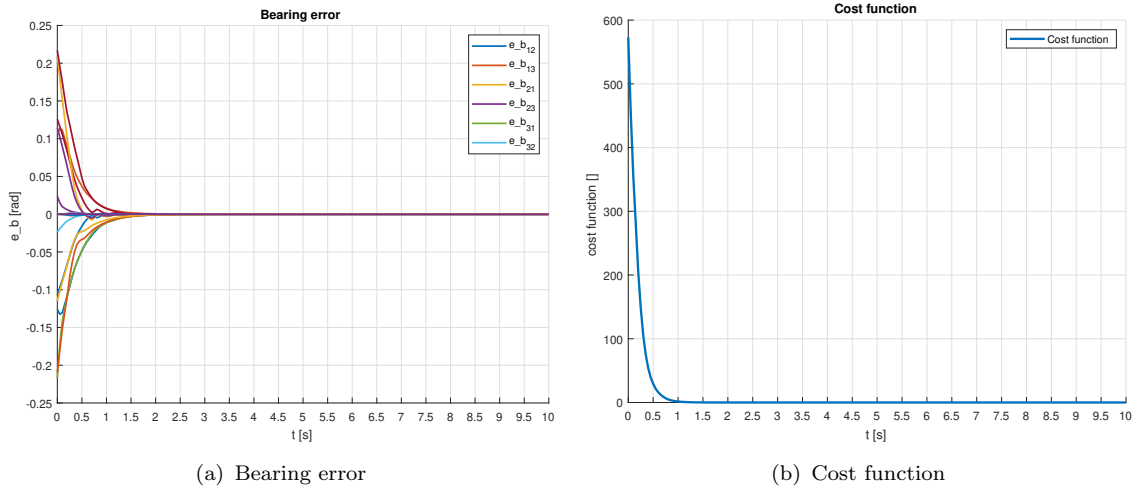 Bearing error
0.25
0.2
0.15
0.1
0.05
0
-0.05
-0.1
-0.15
-0.2
-0.25
e_b [rad]
e_b12
e_b13
e_b21
e_b23
e_b31
e_b32
0 0.5 1 1.5 2 2.5 3 3.5 4 4.5 5 5.5 6 6.5 7 7.5 8 8.5 9 9.5 10
t [s]
(a) Bearing error
Cost function
600
500
400
300
200
100
0
cost function []
Cost function
0 0.5 1 1.5 2 2.5 3 3.5 4 4.5 5 5.5 6 6.5 7 7.5 8 8.5 9 9.5 10
t [s]
(b) Cost function